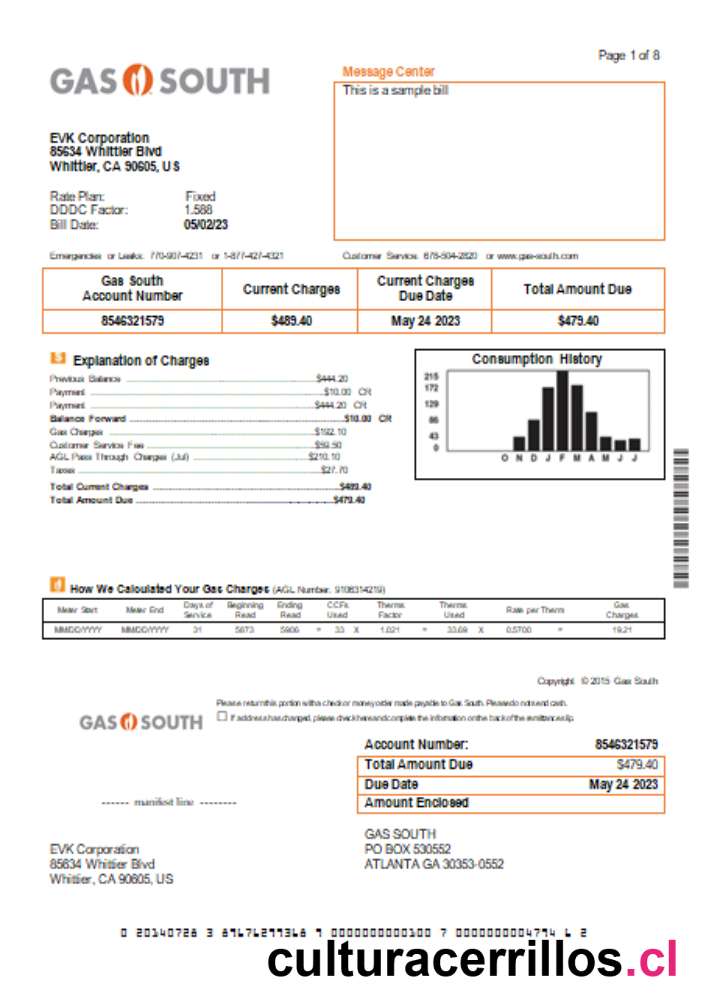 Page 1 of 8
GAS SOUTH
Message Center
This is a sample bill
EVK Corporation
85634 Whittier Blvd
Whittier, CA 90605, US
Rate Plan: Fixed
DDDC Factor: 1.588
Bill Date: 05/02/23
Emergencies or Leaks: 770-907-4231 or 1-877-427-4321 Customer Service: 678-504-2820 or www.gas-south.com
Gas South Account Number Current Charges Current Charges Due Date Total Amount Due
8546321579 $489.40 May 24 2023 $479.40
$ Explanation of Charges
Previous Balance $444.20
Payment $10.00 CR
Payment $444.20 CR
Balance Forward $10.00 CR
Gas Charges $192.10
Customer Service Fee $59.50
AGL Pass Through Charges (Jul) $210.10
Taxes $27.70
Total Current Charges $489.40
Total Amount Due $479.40
Consumption History
215
172
129
86
43
0
O N D J F M A M J J
How We Calculated Your Gas Charges (AGL Number: 9106314219)
Meter Start Meter End Days of Service Beginning Read Ending Read CCFs Used Therms Factor Therms Used Rate per Therm Gas Charges
MM/DD/YYYY MM/DD/YYYY 31 5873 5906 = 33 X 1.021 = 33.69 X 0.5700 = 19.21
Copyright © 2015 Gas South
Please return this portion with a check or money order made payable to Gas South. Please do not send cash.
GAS SOUTH
If address has changed, please check here and complete the information on the back of the remittance slip.
Account Number: 8546321579
Total Amount Due $479.40
Due Date May 24 2023
Amount Enclosed
------ manifest line --------
GAS SOUTH
PO BOX 530552
ATLANTA GA 30353-0552
EVK Corporation
85634 Whittier Blvd
Whittier, CA 90605, US
0 20140728 3 89676299368 9 000000000100 7 0000000004794 6 2
culturacerrillos.cl